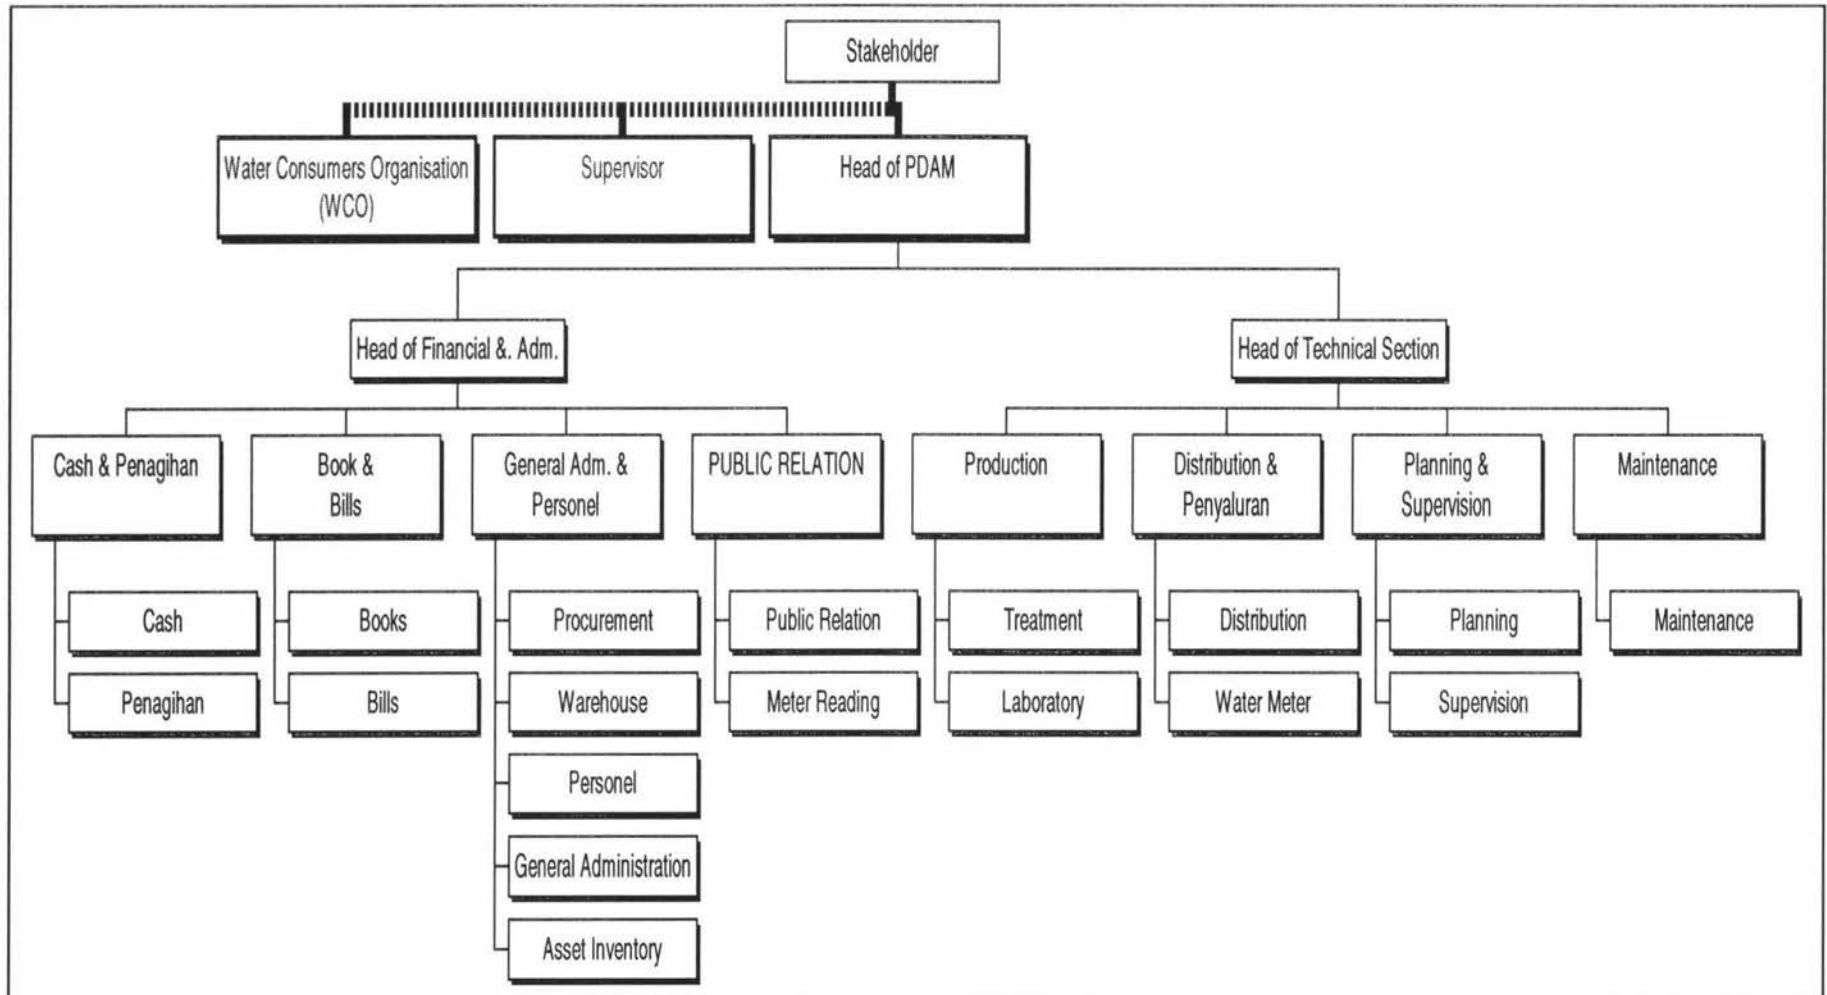 Stakeholder
Water Consumers Organisation
(WCO)
Supervisor
Head of PDAM
Head of Financial &. Adm.
Head of Technical Section
Cash & Penagihan
Book &
Bills
General Adm. &
Personel
PUBLIC RELATION
Production
Distribution &
Penyaluran
Planning &
Supervision
Maintenance
Cash
Books
Procurement
Public Relation
Treatment
Distribution
Planning
Maintenance
Penagihan
Bills
Warehouse
Meter Reading
Laboratory
Water Meter
Supervision
Personel
General Administration
Asset Inventory